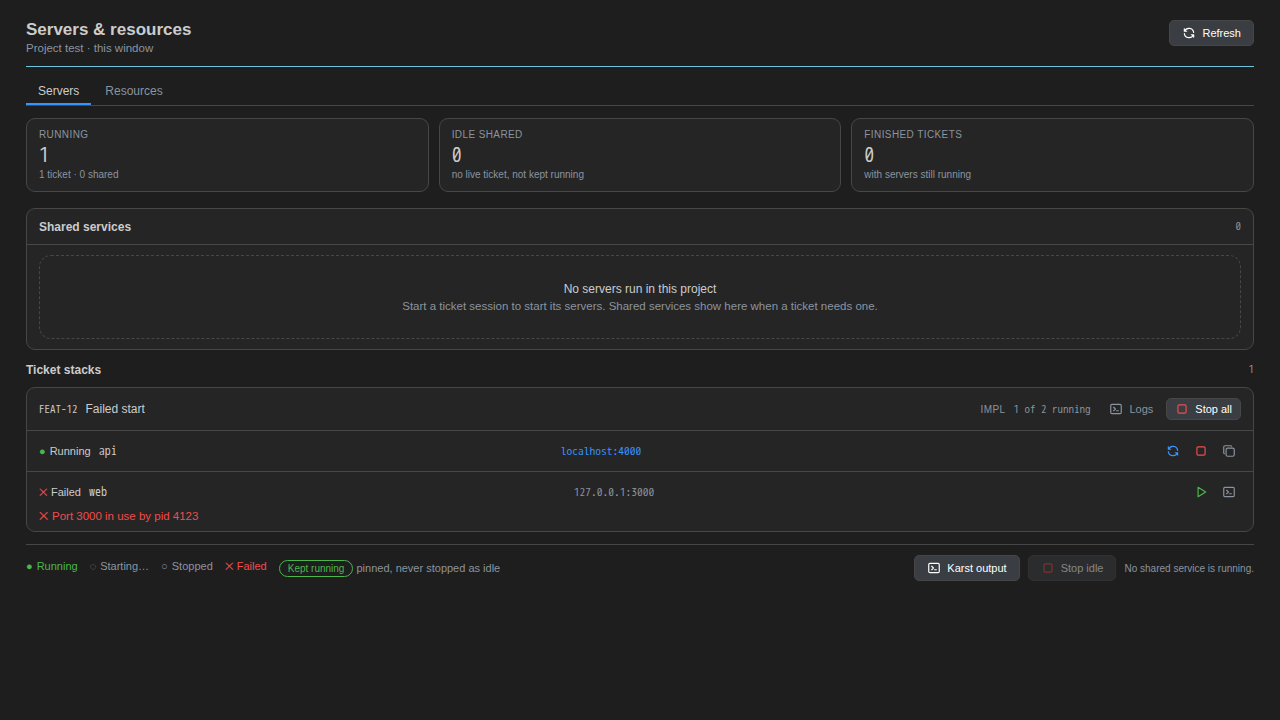 Servers & resources
Project test · this window
Refresh
Servers Resources
RUNNING
1
1 ticket · 0 shared
IDLE SHARED
0
no live ticket, not kept running
FINISHED TICKETS
0
with servers still running
Shared services 0
No servers run in this project
Start a ticket session to start its servers. Shared services show here when a ticket needs one.
Ticket stacks 1
FEAT-12 Failed start IMPL 1 of 2 running Logs Stop all
Running api localhost:4000
Failed web 127.0.0.1:3000
Port 3000 in use by pid 4123
Running Starting… Stopped Failed Kept running pinned, never stopped as idle Karst output Stop idle No shared service is running.